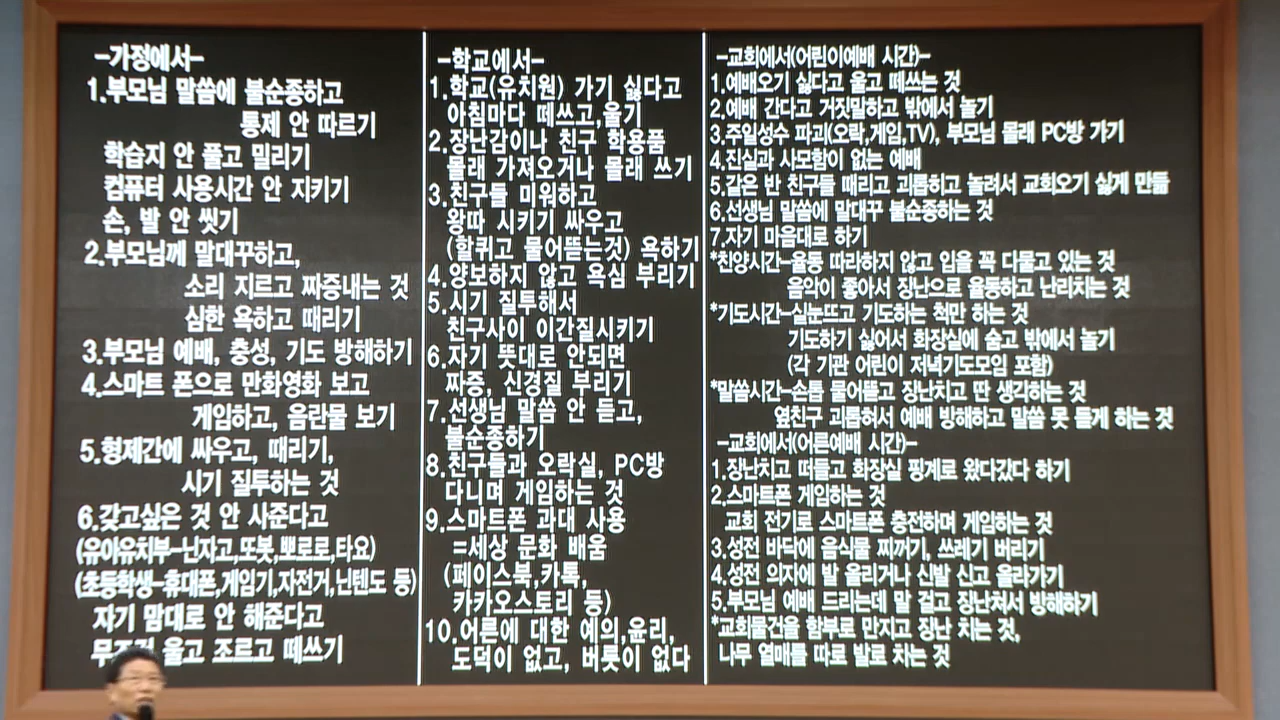 -가정에서-
1.부모님 말씀에 불순종하고
통제 안 따르기
학습지 안 풀고 밀리기
컴퓨터 사용시간 안 지키기
손, 발 안 씻기
2.부모님께 말대꾸하고,
소리 지르고 짜증내는 것
심한 욕하고 때리기
3.부모님 예배, 충성, 기도 방해하기
4.스마트 폰으로 만화영화 보고
게임하고, 음란물 보기
5.형제간에 싸우고, 때리기,
시기 질투하는 것
6.갖고싶은 것 안 사준다고
(유아유치부-닌자고,또봇,뽀로로,타요)
(초등학생-휴대폰,게임기,자전거,닌텐도 등)
자기 맘대로 안 해준다고
무조건 울고 조르고 떼쓰기
-학교에서-
1.학교(유치원) 가기 싫다고
아침마다 떼쓰고,울기
2.장난감이나 친구 학용품
몰래 가져오거나 몰래 쓰기
3.친구들 미워하고
왕따 시키기 싸우고
(할퀴고 물어뜯는것) 욕하기
4.양보하지 않고 욕심 부리기
5.시기 질투해서
친구사이 이간질시키기
6.자기 뜻대로 안되면
짜증, 신경질 부리기
7.선생님 말씀 안 듣고,
불순종하기
8.친구들과 오락실, PC방
다니며 게임하는 것
9.스마트폰 과대 사용
=세상 문화 배움
(페이스북,카톡,
카카오스토리 등)
10.어른에 대한 예의,윤리,
도덕이 없고, 버릇이 없다
-교회에서(어린이예배 시간)-
1.예배오기 싫다고 울고 떼쓰는 것
2.예배 간다고 거짓말하고 밖에서 놀기
3.주일성수 파괴(오락,게임,TV), 부모님 몰래 PC방 가기
4.진실과 사모함이 없는 예배
5.같은 반 친구들 때리고 괴롭히고 놀려서 교회오기 싫게 만듦
6.선생님 말씀에 말대꾸 불순종하는 것
7.자기 마음대로 하기
*찬양시간-율동 따라하지 않고 입을 꼭 다물고 있는 것
음악이 좋아서 장난으로 율동하고 난리치는 것
*기도시간-실눈뜨고 기도하는 척만 하는 것
기도하기 싫어서 화장실에 숨고 밖에서 놀기
(각 기관 어린이 저녁기도모임 포함)
*말씀시간-손톱 물어뜯고 장난치고 딴 생각하는 것
옆친구 괴롭혀서 예배 방해하고 말씀 못 듣게 하는 것
-교회에서(어른예배 시간)-
1.장난치고 떠들고 화장실 핑계로 왔다갔다 하기
2.스마트폰 게임하는 것
교회 전기로 스마트폰 충전하며 게임하는 것
3.성전 바닥에 음식물 찌꺼기, 쓰레기 버리기
4.성전 의자에 발 올리거나 신발 신고 올라가기
5.부모님 예배 드리는데 말 걸고 장난쳐서 방해하기
*교회물건을 함부로 만지고 장난 치는 것,
나무 열매를 따로 발로 차는 것